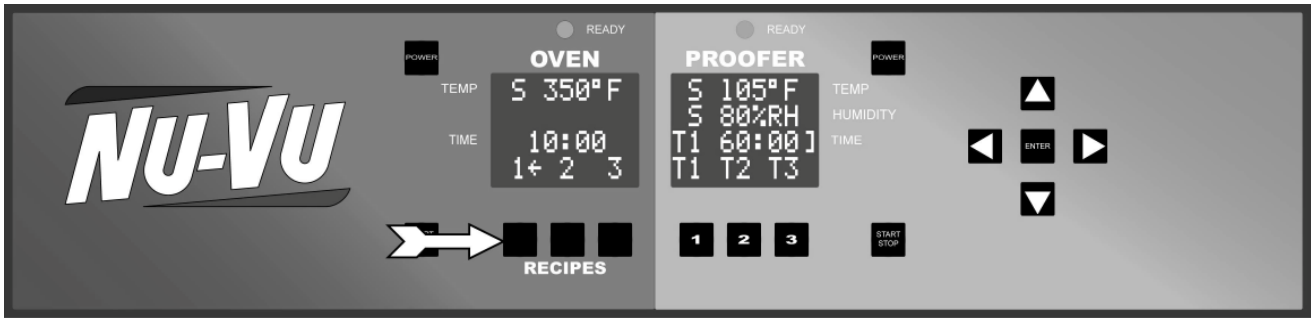 NU-VU
POWER
READY
OVEN
TEMP
S 350°F
TIME
10:00
1← 2 3
RECIPES
READY
PROOFER
POWER
S 105°F
TEMP
S 80%RH
HUMIDITY
T1 60:00]
TIME
T1 T2 T3
1 2 3
START
STOP
ENTER